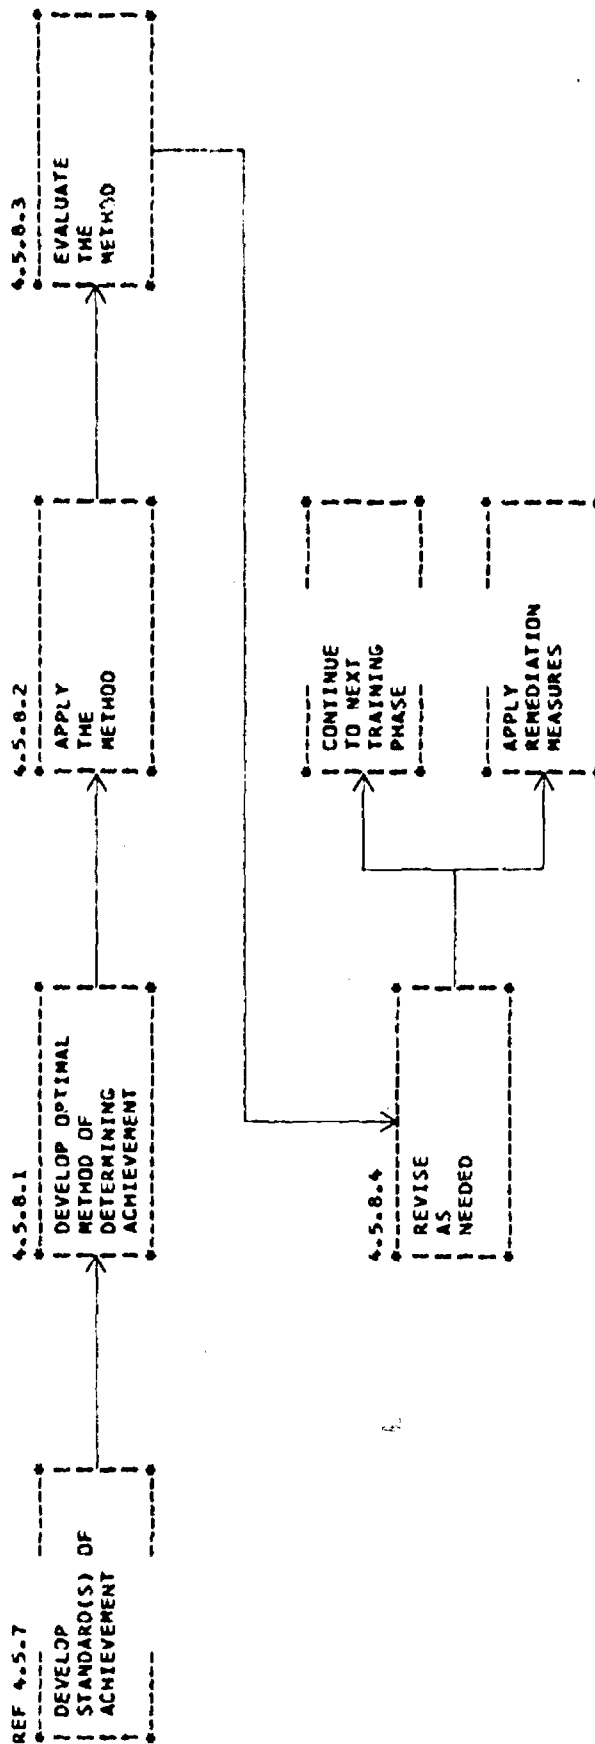 REF 4.5.7
DEVELOP
STANDARD(S) OF
ACHIEVEMENT
4.5.8.1
DEVELOP OPTIMAL
METHOD OF
DETERMINING
ACHIEVEMENT
4.5.8.2
APPLY
THE
METHOD
4.5.8.3
EVALUATE
THE
METHOD
4.5.8.4
REVISE
AS
NEEDED
CONTINUE
TO NEXT
TRAINING
PHASE
APPLY
REMEDIATION
MEASURES